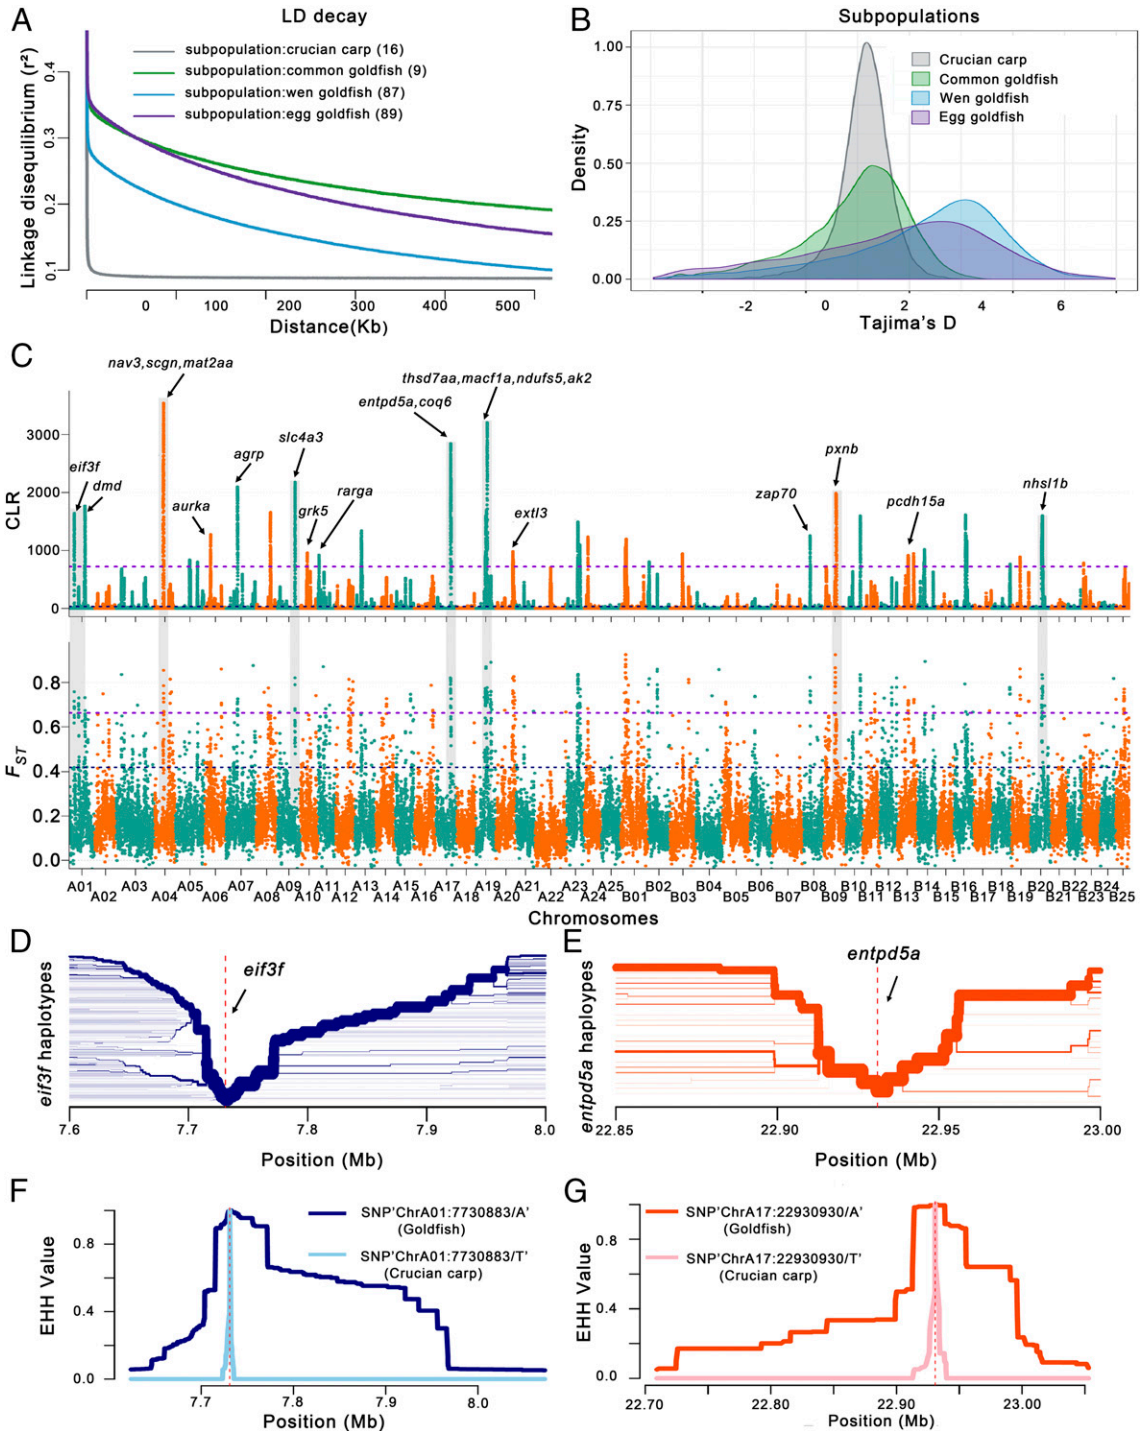 A
LD decay
subpopulation:crucian carp (16)
subpopulation:common goldfish (9)
subpopulation:wen goldfish (87)
subpopulation:egg goldfish (89)
Linkage disequilibrium (r²)
0.4
0.3
0.2
0.1
0 100 200 300 400 500
Distance(Kb)
B
Subpopulations
Crucian carp
Common goldfish
Wen goldfish
Egg goldfish
Density
1.00
0.75
0.50
0.25
0.00
-2 0 2 4 6
Tajima's D
C
nav3,scgn,mat2aa
thsd7aa,macf1a,ndufs5,ak2
entpd5a,coq6
slc4a3
pxnb
agrp
eif3f
dmd
rarga
zap70
nhsl1b
aurka
grk5
extl3
pcdh15a
CLR
3000
2000
1000
0
FST
0.8
0.6
0.4
0.2
0.0
A01 A03 A05 A07 A09 A11 A13 A15 A17 A19 A21 A23 A25 B02 B04 B06 B08 B10 B12 B14 B16 B18 B20 B22 B24
A02 A04 A06 A08 A10 A12 A14 A16 A18 A20 A22 A24 B01 B03 B05 B07 B09 B11 B13 B15 B17 B19 B21 B23 B25
Chromosomes
D
eif3f
eif3f haplotypes
7.6 7.7 7.8 7.9 8.0
Position (Mb)
E
entpd5a
entpd5a haplotypes
22.85 22.90 22.95 23.00
Position (Mb)
F
SNP'ChrA01:7730883/A'
(Goldfish)
SNP'ChrA01:7730883/T'
(Crucian carp)
EHH Value
0.8
0.4
0.0
7.7 7.8 7.9 8.0
Position (Mb)
G
SNP'ChrA17:22930930/A'
(Goldfish)
SNP'ChrA17:22930930/T'
(Crucian carp)
EHH Value
0.8
0.4
0.0
22.70 22.80 22.90 23.00
Position (Mb)